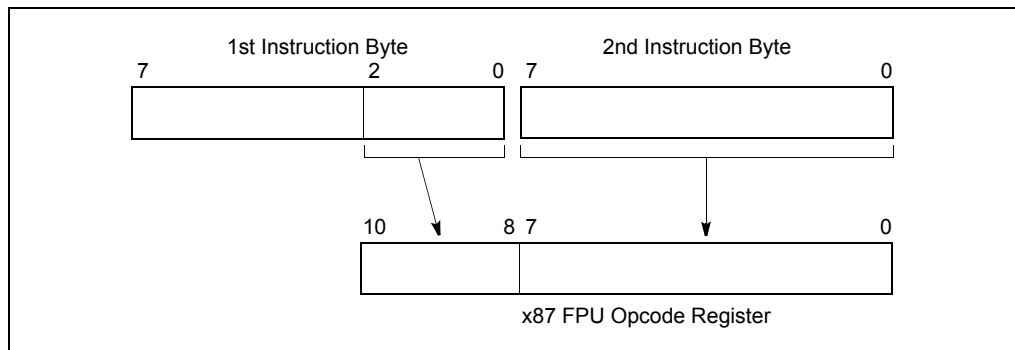 1st Instruction Byte 2nd Instruction Byte
7 2 0 7 0
10 8 7 0
x87 FPU Opcode Register